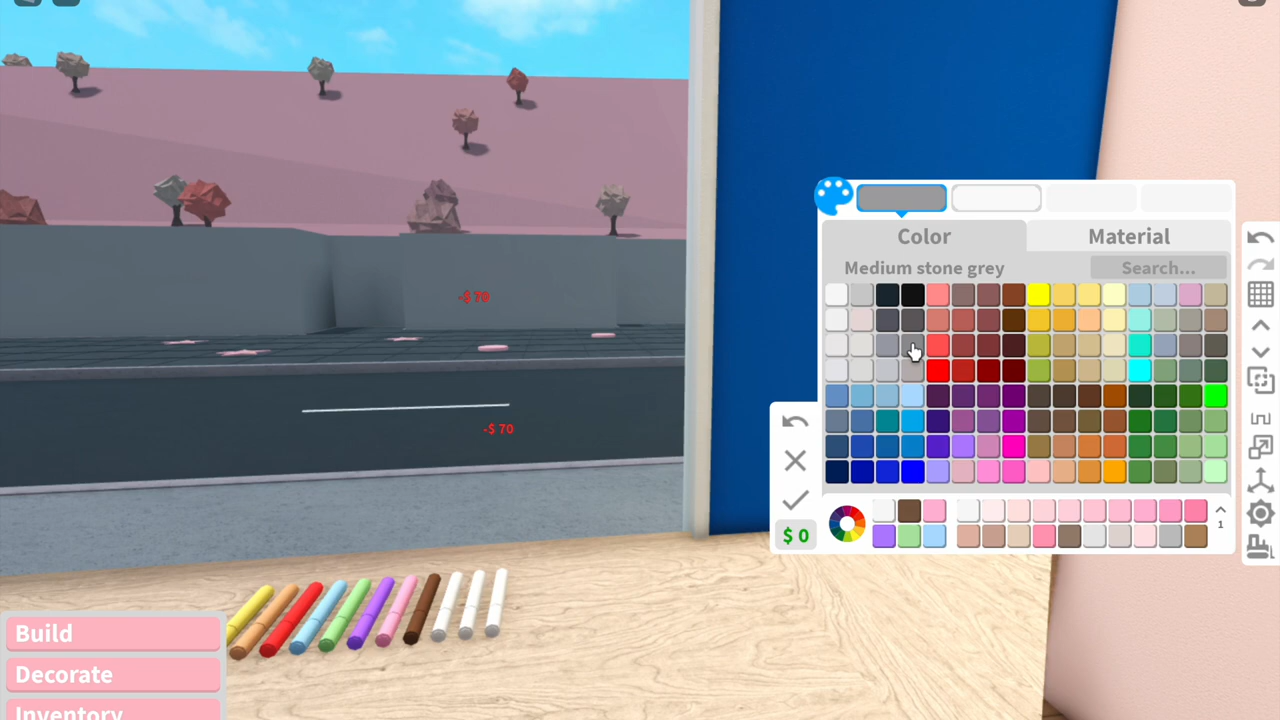 -$ 70
Color
Material
Medium stone grey
Search...
-$ 70
1
$ 0
Build
Decorate
Inventory